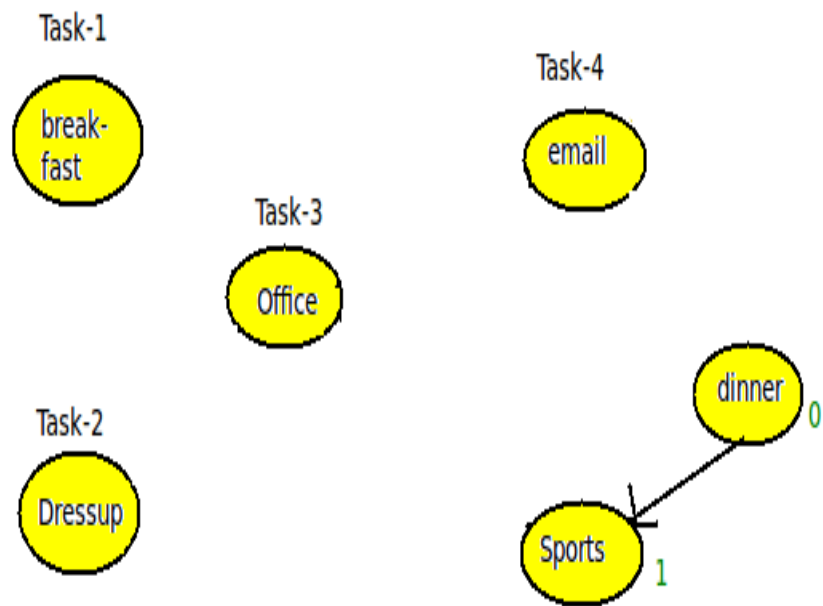 Task-1
break-
fast
Task-4
email
Task-3
Office
dinner
0
Task-2
Dressup
Sports
1